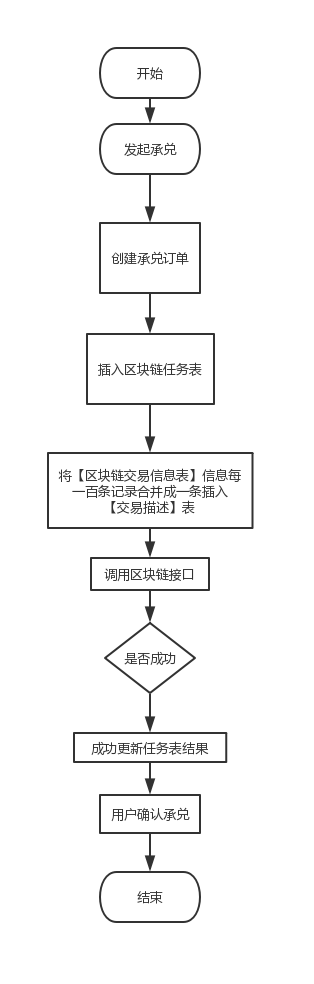 开始
发起承兑
创建承兑订单
插入区块链任务表
将【区块链交易信息表】信息每
一百条记录合并成一条插入
【交易描述】表
调用区块链接口
是否成功
成功更新任务表结果
用户确认承兑
结束